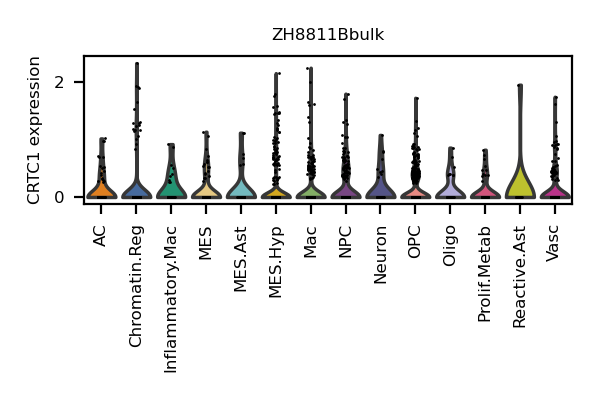 ZH8811Bbulk
CRTC1 expression
2
0
AC
Chromatin.Reg
Inflammatory.Mac
MES
MES.Ast
MES.Hyp
Mac
NPC
Neuron
OPC
Oligo
Prolif.Metab
Reactive.Ast
Vasc